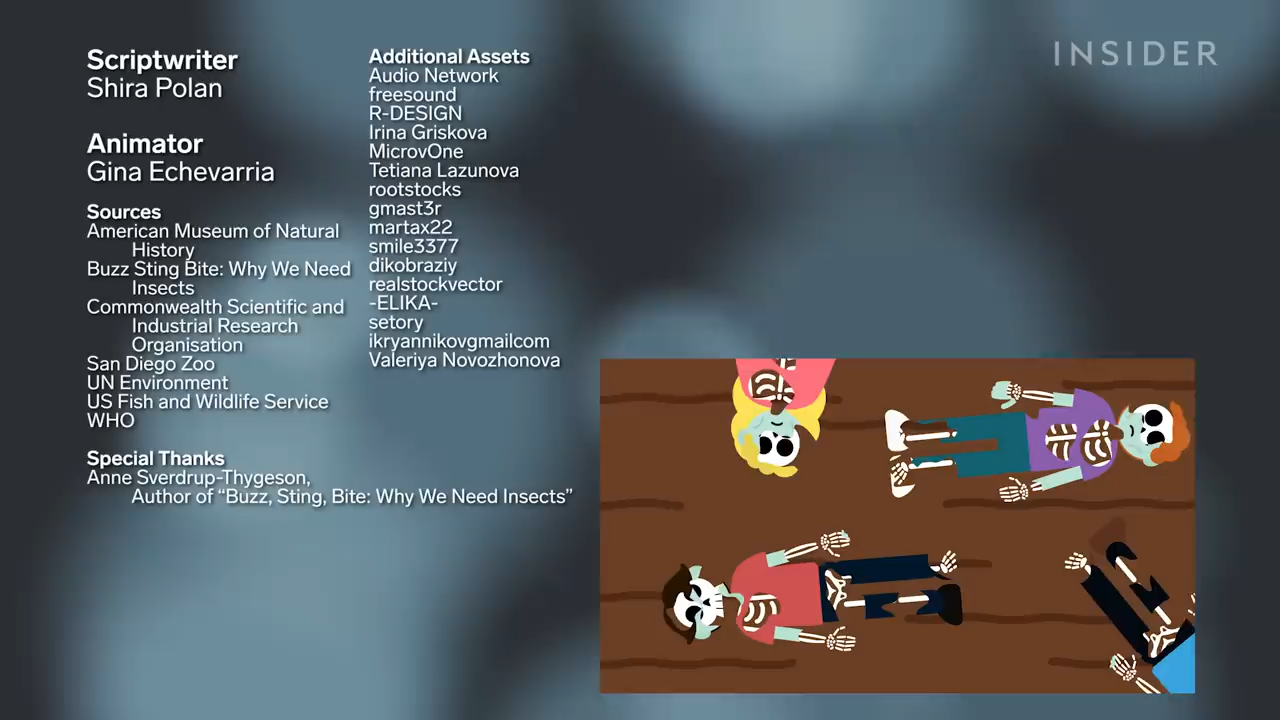 Scriptwriter
Shira Polan
Animator
Gina Echevarria
Sources
American Museum of Natural
History
Buzz Sting Bite: Why We Need
Insects
Commonwealth Scientific and
Industrial Research
Organisation
San Diego Zoo
UN Environment
US Fish and Wildlife Service
WHO
Special Thanks
Anne Sverdrup-Thygeson,
Author of “Buzz, Sting, Bite: Why We Need Insects”
Additional Assets
Audio Network
freesound
R-DESIGN
Irina Griskova
MicrovOne
Tetiana Lazunova
rootstocks
gmast3r
martax22
smile3377
dikobraziy
realstockvector
-ELIKA-
setory
ikryannikovgmailcom
Valeriya Novozhonova
INSIDER